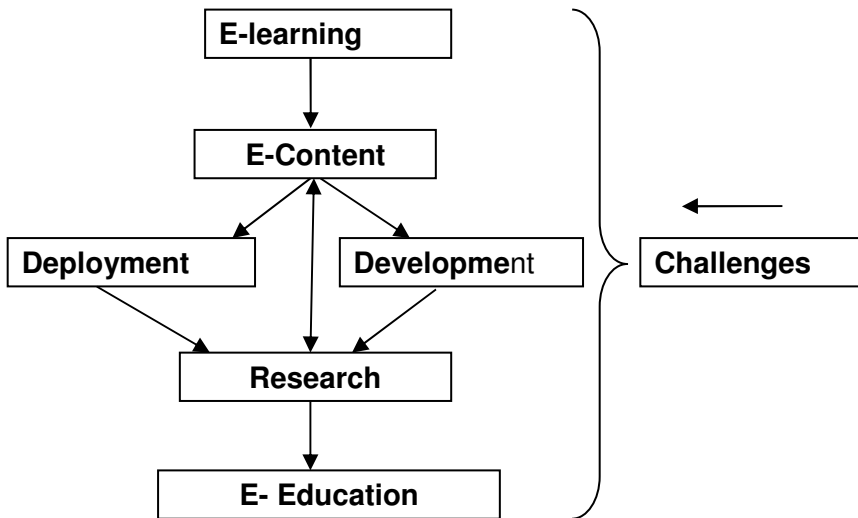 E-learning
E-Content
Deployment
Development
Challenges
Research
E- Education